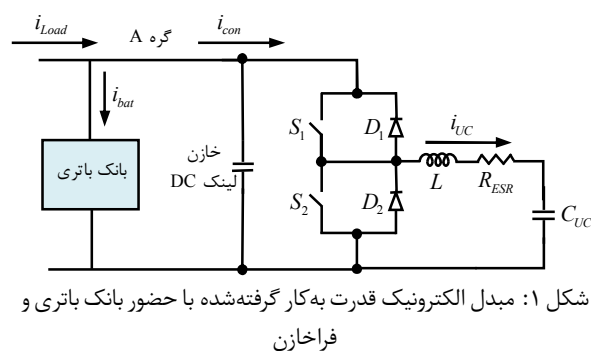 i_Load
گره A
i_con
i_bat
بانک باتری
خازن
لینک DC
S_1
D_1
i_UC
L
R_ESR
S_2
D_2
C_UC
شکل ۱: مبدل الکترونیک قدرت به‌کار گرفته‌شده با حضور بانک باتری و
فراخازن